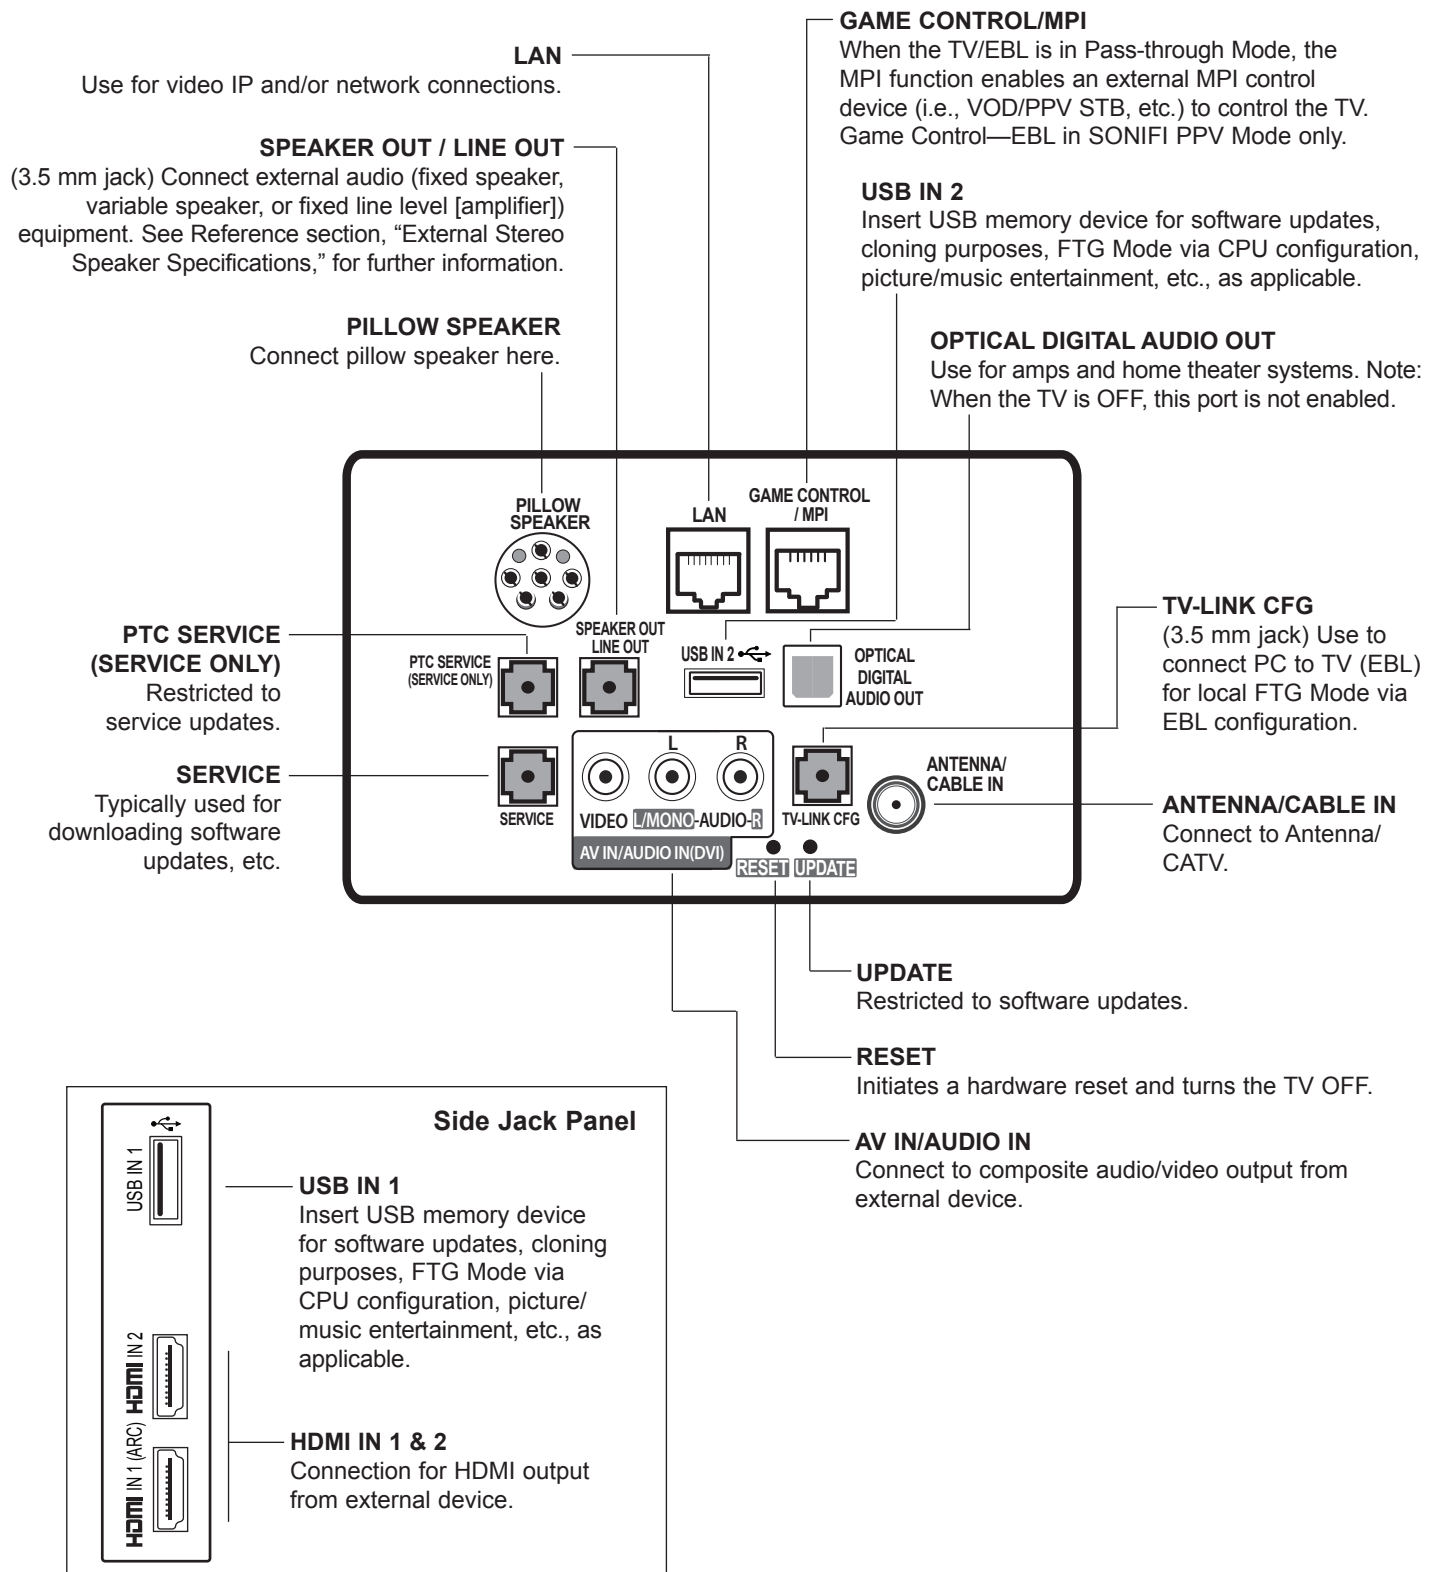 GAME CONTROL/MPI
When the TV/EBL is in Pass-through Mode, the
MPI function enables an external MPI control
device (i.e., VOD/PPV STB, etc.) to control the TV.
Game Control—EBL in SONIFI PPV Mode only.
LAN
Use for video IP and/or network connections.
SPEAKER OUT / LINE OUT
(3.5 mm jack) Connect external audio (fixed speaker,
variable speaker, or fixed line level [amplifier])
equipment. See Reference section, “External Stereo
Speaker Specifications,” for further information.
USB IN 2
Insert USB memory device for software updates,
cloning purposes, FTG Mode via CPU configuration,
picture/music entertainment, etc., as applicable.
PILLOW SPEAKER
Connect pillow speaker here.
OPTICAL DIGITAL AUDIO OUT
Use for amps and home theater systems. Note:
When the TV is OFF, this port is not enabled.
PILLOW
SPEAKER
LAN
GAME CONTROL
/ MPI
PTC SERVICE
(SERVICE ONLY)
Restricted to
service updates.
PTC SERVICE
(SERVICE ONLY)
SPEAKER OUT
LINE OUT
USB IN 2
OPTICAL
DIGITAL
AUDIO OUT
TV-LINK CFG
(3.5 mm jack) Use to
connect PC to TV (EBL)
for local FTG Mode via
EBL configuration.
SERVICE
Typically used for
downloading software
updates, etc.
SERVICE
L R
VIDEO L/MONO-AUDIO-R
AV IN/AUDIO IN(DVI)
TV-LINK CFG
RESET UPDATE
ANTENNA/
CABLE IN
ANTENNA/CABLE IN
Connect to Antenna/
CATV.
UPDATE
Restricted to software updates.
RESET
Initiates a hardware reset and turns the TV OFF.
AV IN/AUDIO IN
Connect to composite audio/video output from
external device.
Side Jack Panel
USB IN 1
USB IN 1
Insert USB memory device
for software updates, cloning
purposes, FTG Mode via
CPU configuration, picture/
music entertainment, etc., as
applicable.
HDMI IN 2
HDMI IN 1 (ARC)
HDMI IN 1 & 2
Connection for HDMI output
from external device.